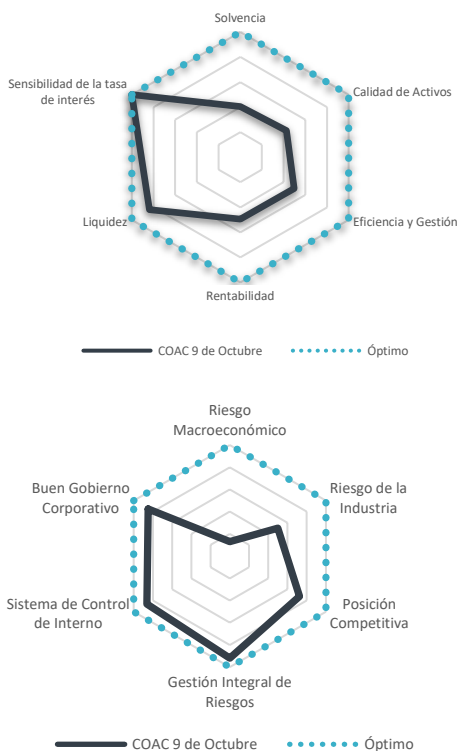 Solvencia
Sensibilidad de la tasa
de interés
Calidad de Activos
Liquidez
Eficiencia y Gestión
Rentabilidad
COAC 9 de Octubre
Óptimo
Riesgo
Macroeconómico
Buen Gobierno
Corporativo
Riesgo de la
Industria
Sistema de Control
de Interno
Posición
Competitiva
Gestión Integral de
Riesgos
COAC 9 de Octubre
Óptimo